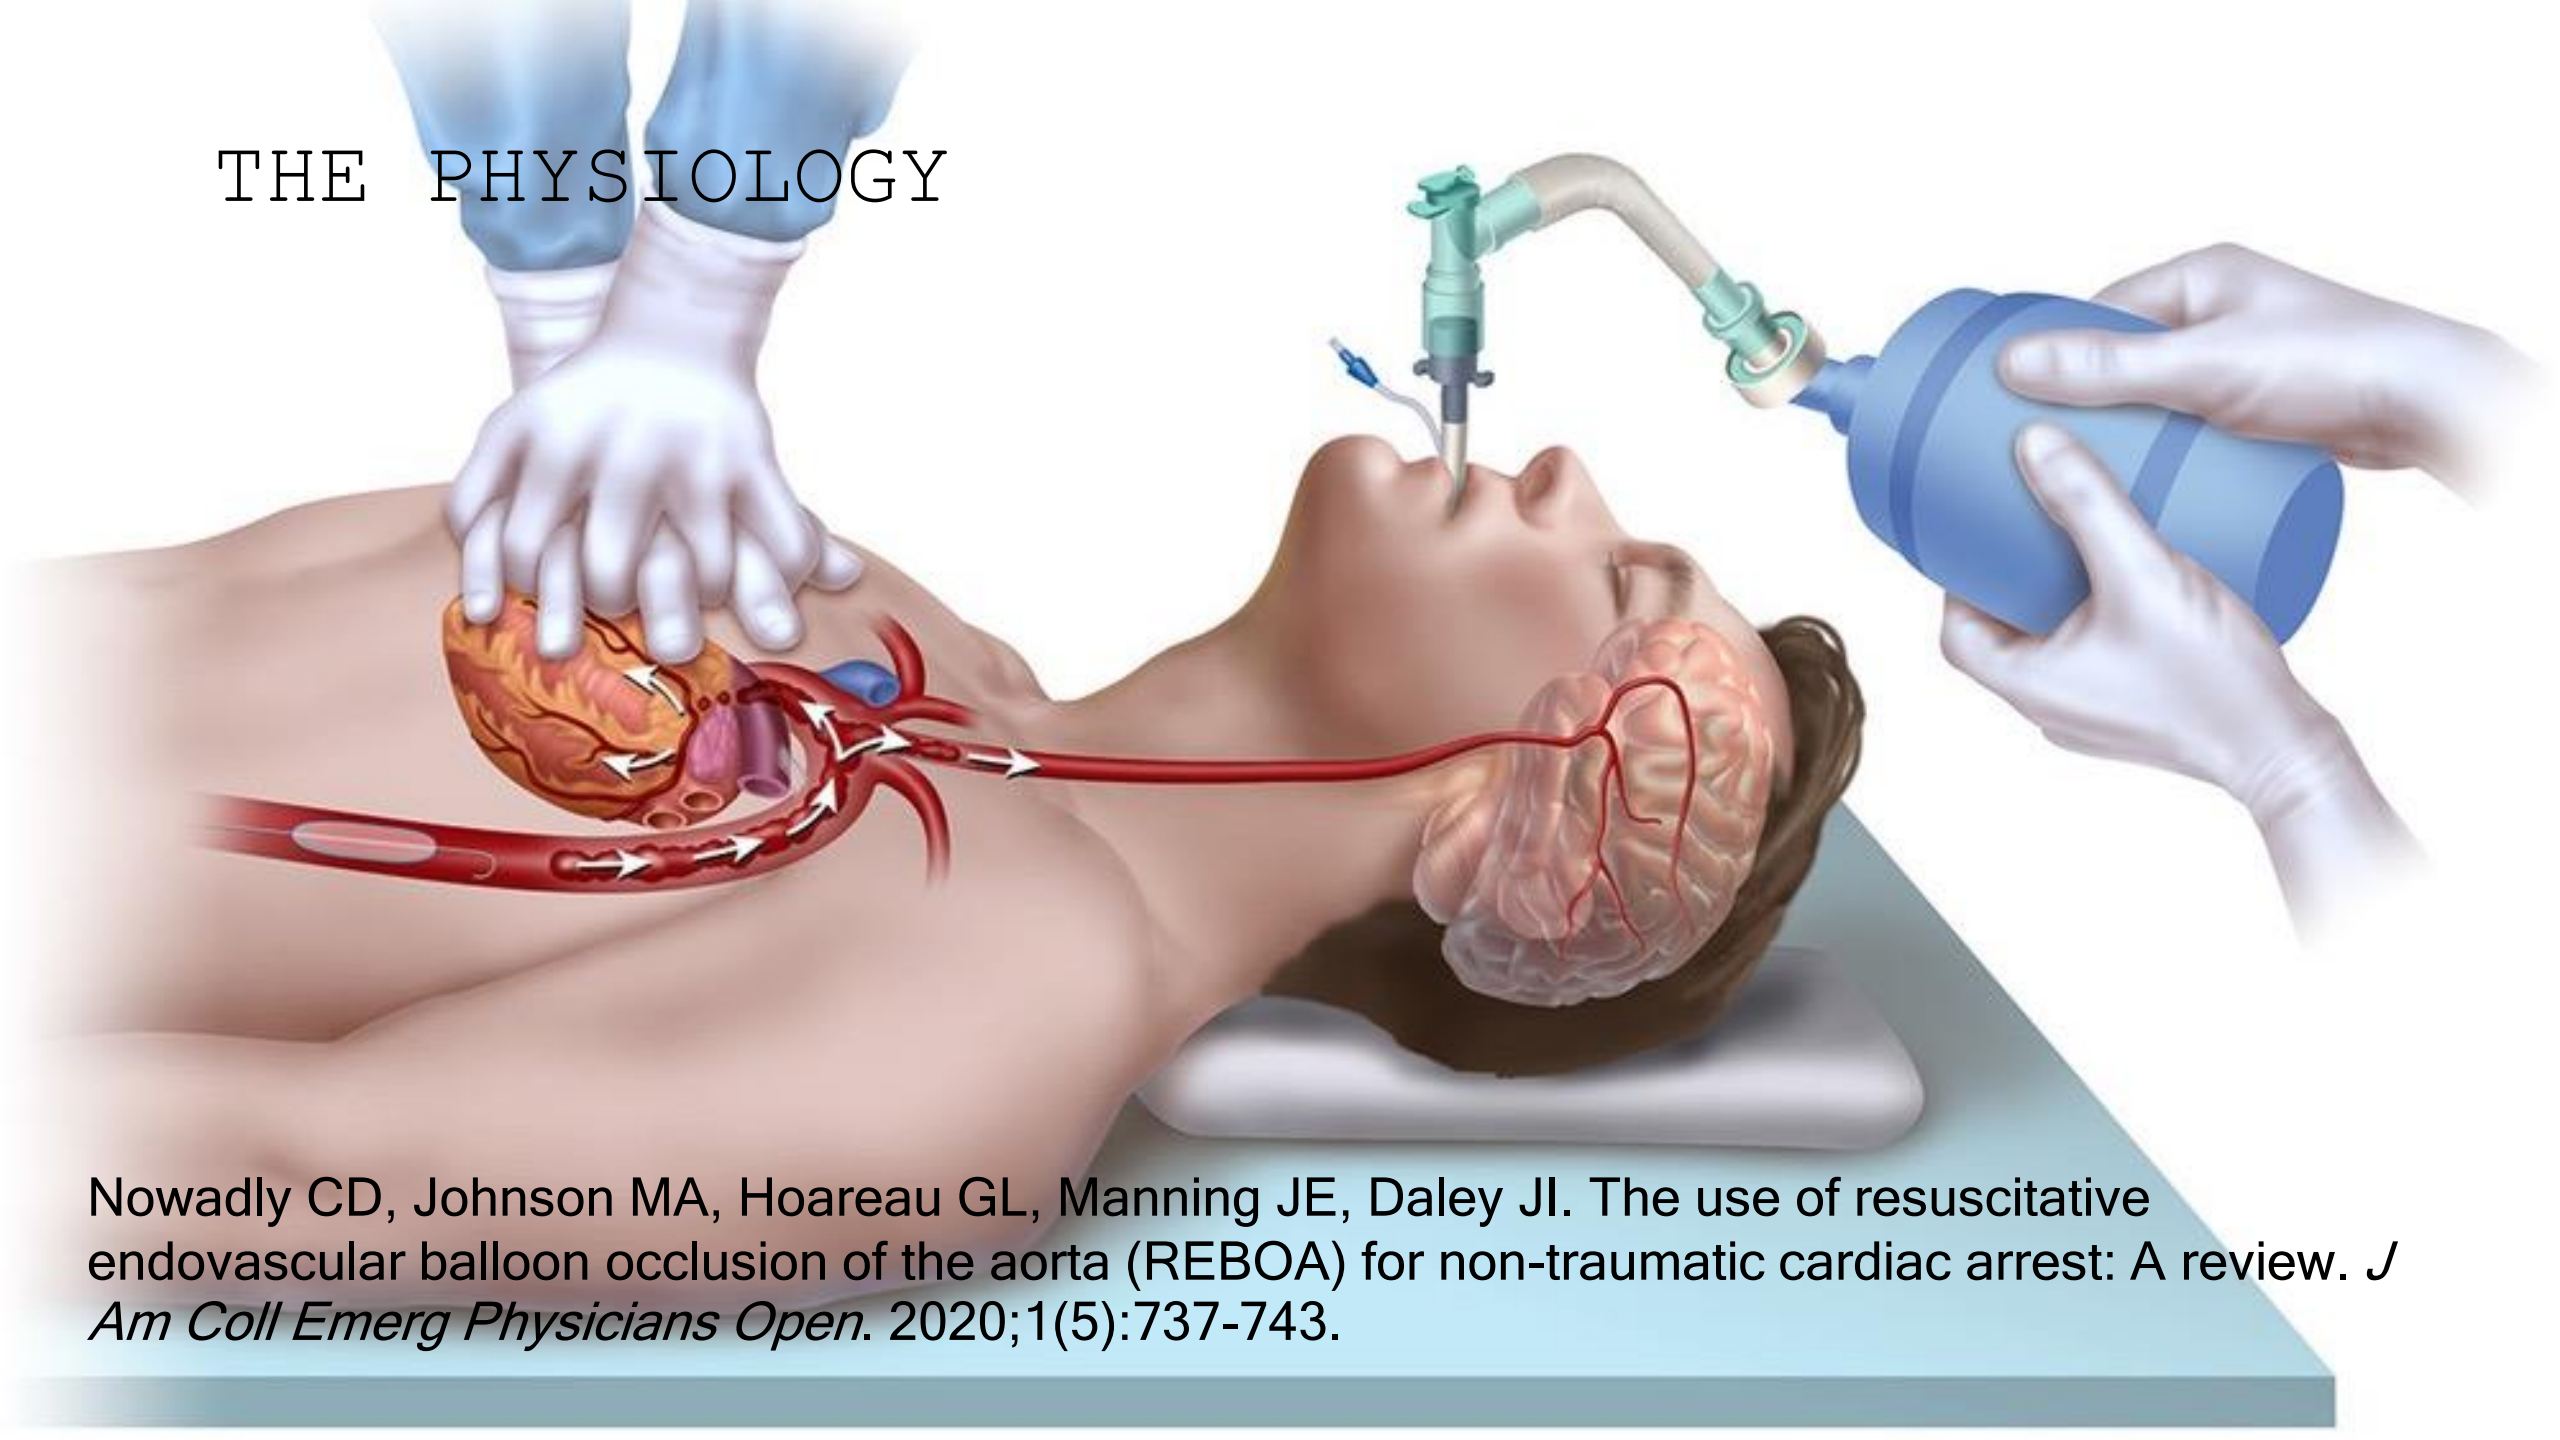 THE PHYSIOLOGY
Nowadly CD, Johnson MA, Hoareau GL, Manning JE, Daley JI. The use of resuscitative
endovascular balloon occlusion of the aorta (REBOA) for non-traumatic cardiac arrest: A review. J
Am Coll Emerg Physicians Open. 2020;1(5):737-743.